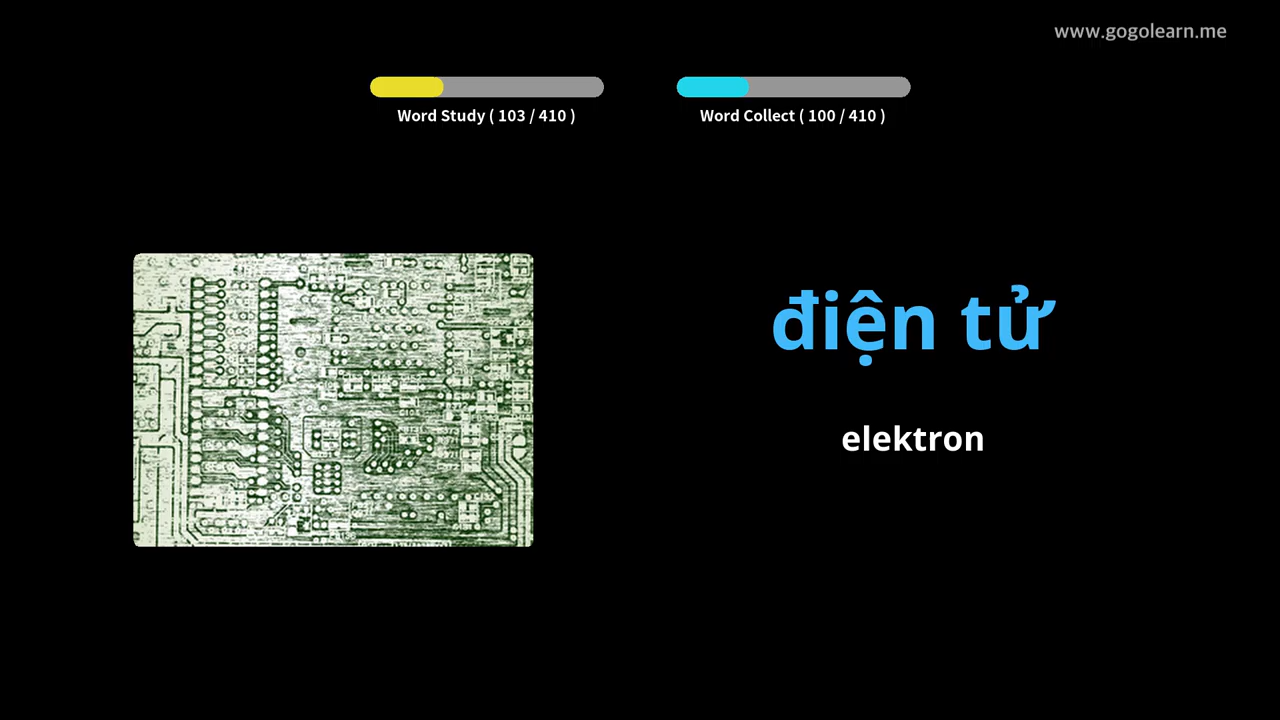 www.gogolearn.me
Word Study ( 103 / 410 )
Word Collect ( 100 / 410 )
điện tử
elektron